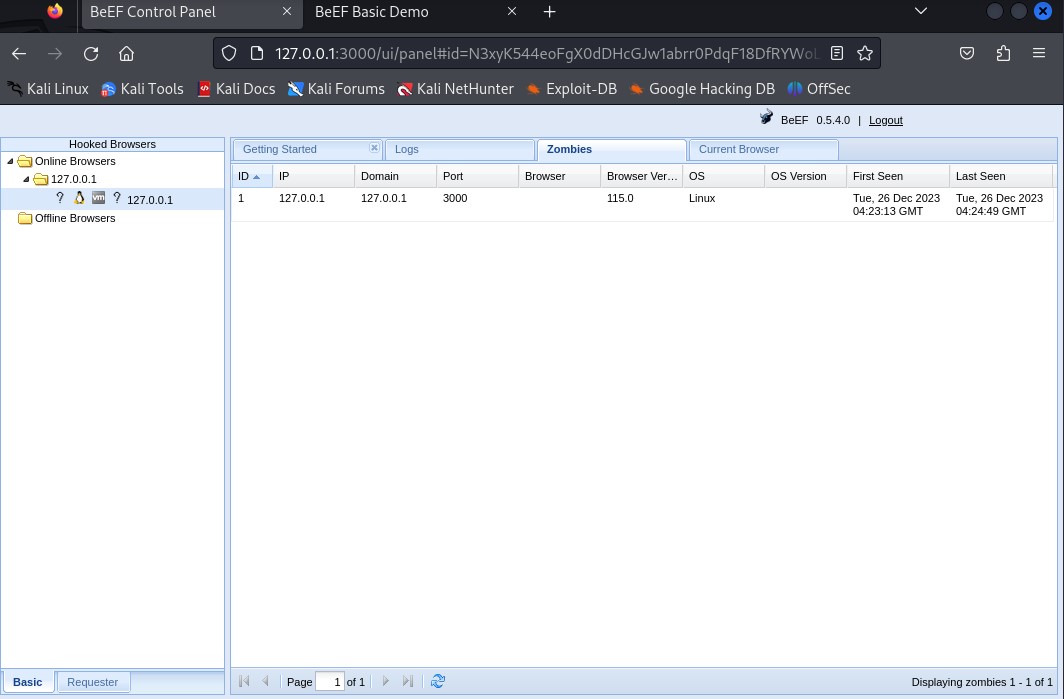 BeEF Control Panel
BeEF Basic Demo
127.0.0.1:3000/ui/panel#id=N3xyK544eoFgX0dDHcGJw1abrr0PdqF18DfRYWoL
Kali Linux Kali Tools Kali Docs Kali Forums Kali NetHunter Exploit-DB Google Hacking DB OffSec
BeEF 0.5.4.0 | Logout
Hooked Browsers
Online Browsers
127.0.0.1
? vm ? 127.0.0.1
Offline Browsers
Getting Started Logs Zombies Current Browser
ID IP Domain Port Browser Browser Ver... OS OS Version First Seen Last Seen
1 127.0.0.1 127.0.0.1 3000 115.0 Linux Tue, 26 Dec 2023 Tue, 26 Dec 2023
04:23:13 GMT 04:24:49 GMT
Basic Requester
Page 1 of 1
Displaying zombies 1 - 1 of 1